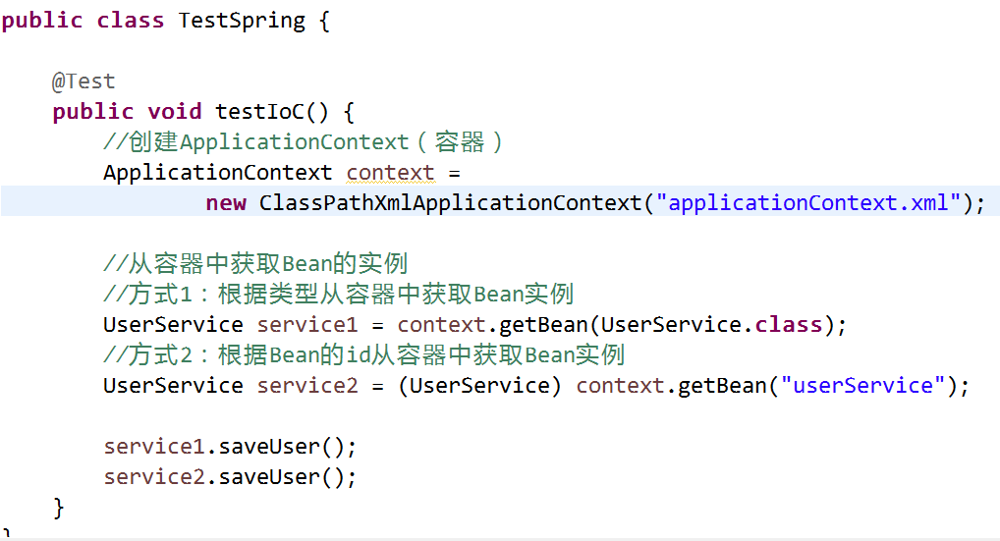 public class TestSpring {
@Test
public void testIoC() {
//创建ApplicationContext（容器）
ApplicationContext context =
new ClassPathXmlApplicationContext("applicationContext.xml");
//从容器中获取Bean的实例
//方式1：根据类型从容器中获取Bean实例
UserService service1 = context.getBean(UserService.class);
//方式2：根据Bean的id从容器中获取Bean实例
UserService service2 = (UserService) context.getBean("userService");
service1.saveUser();
service2.saveUser();
}
}